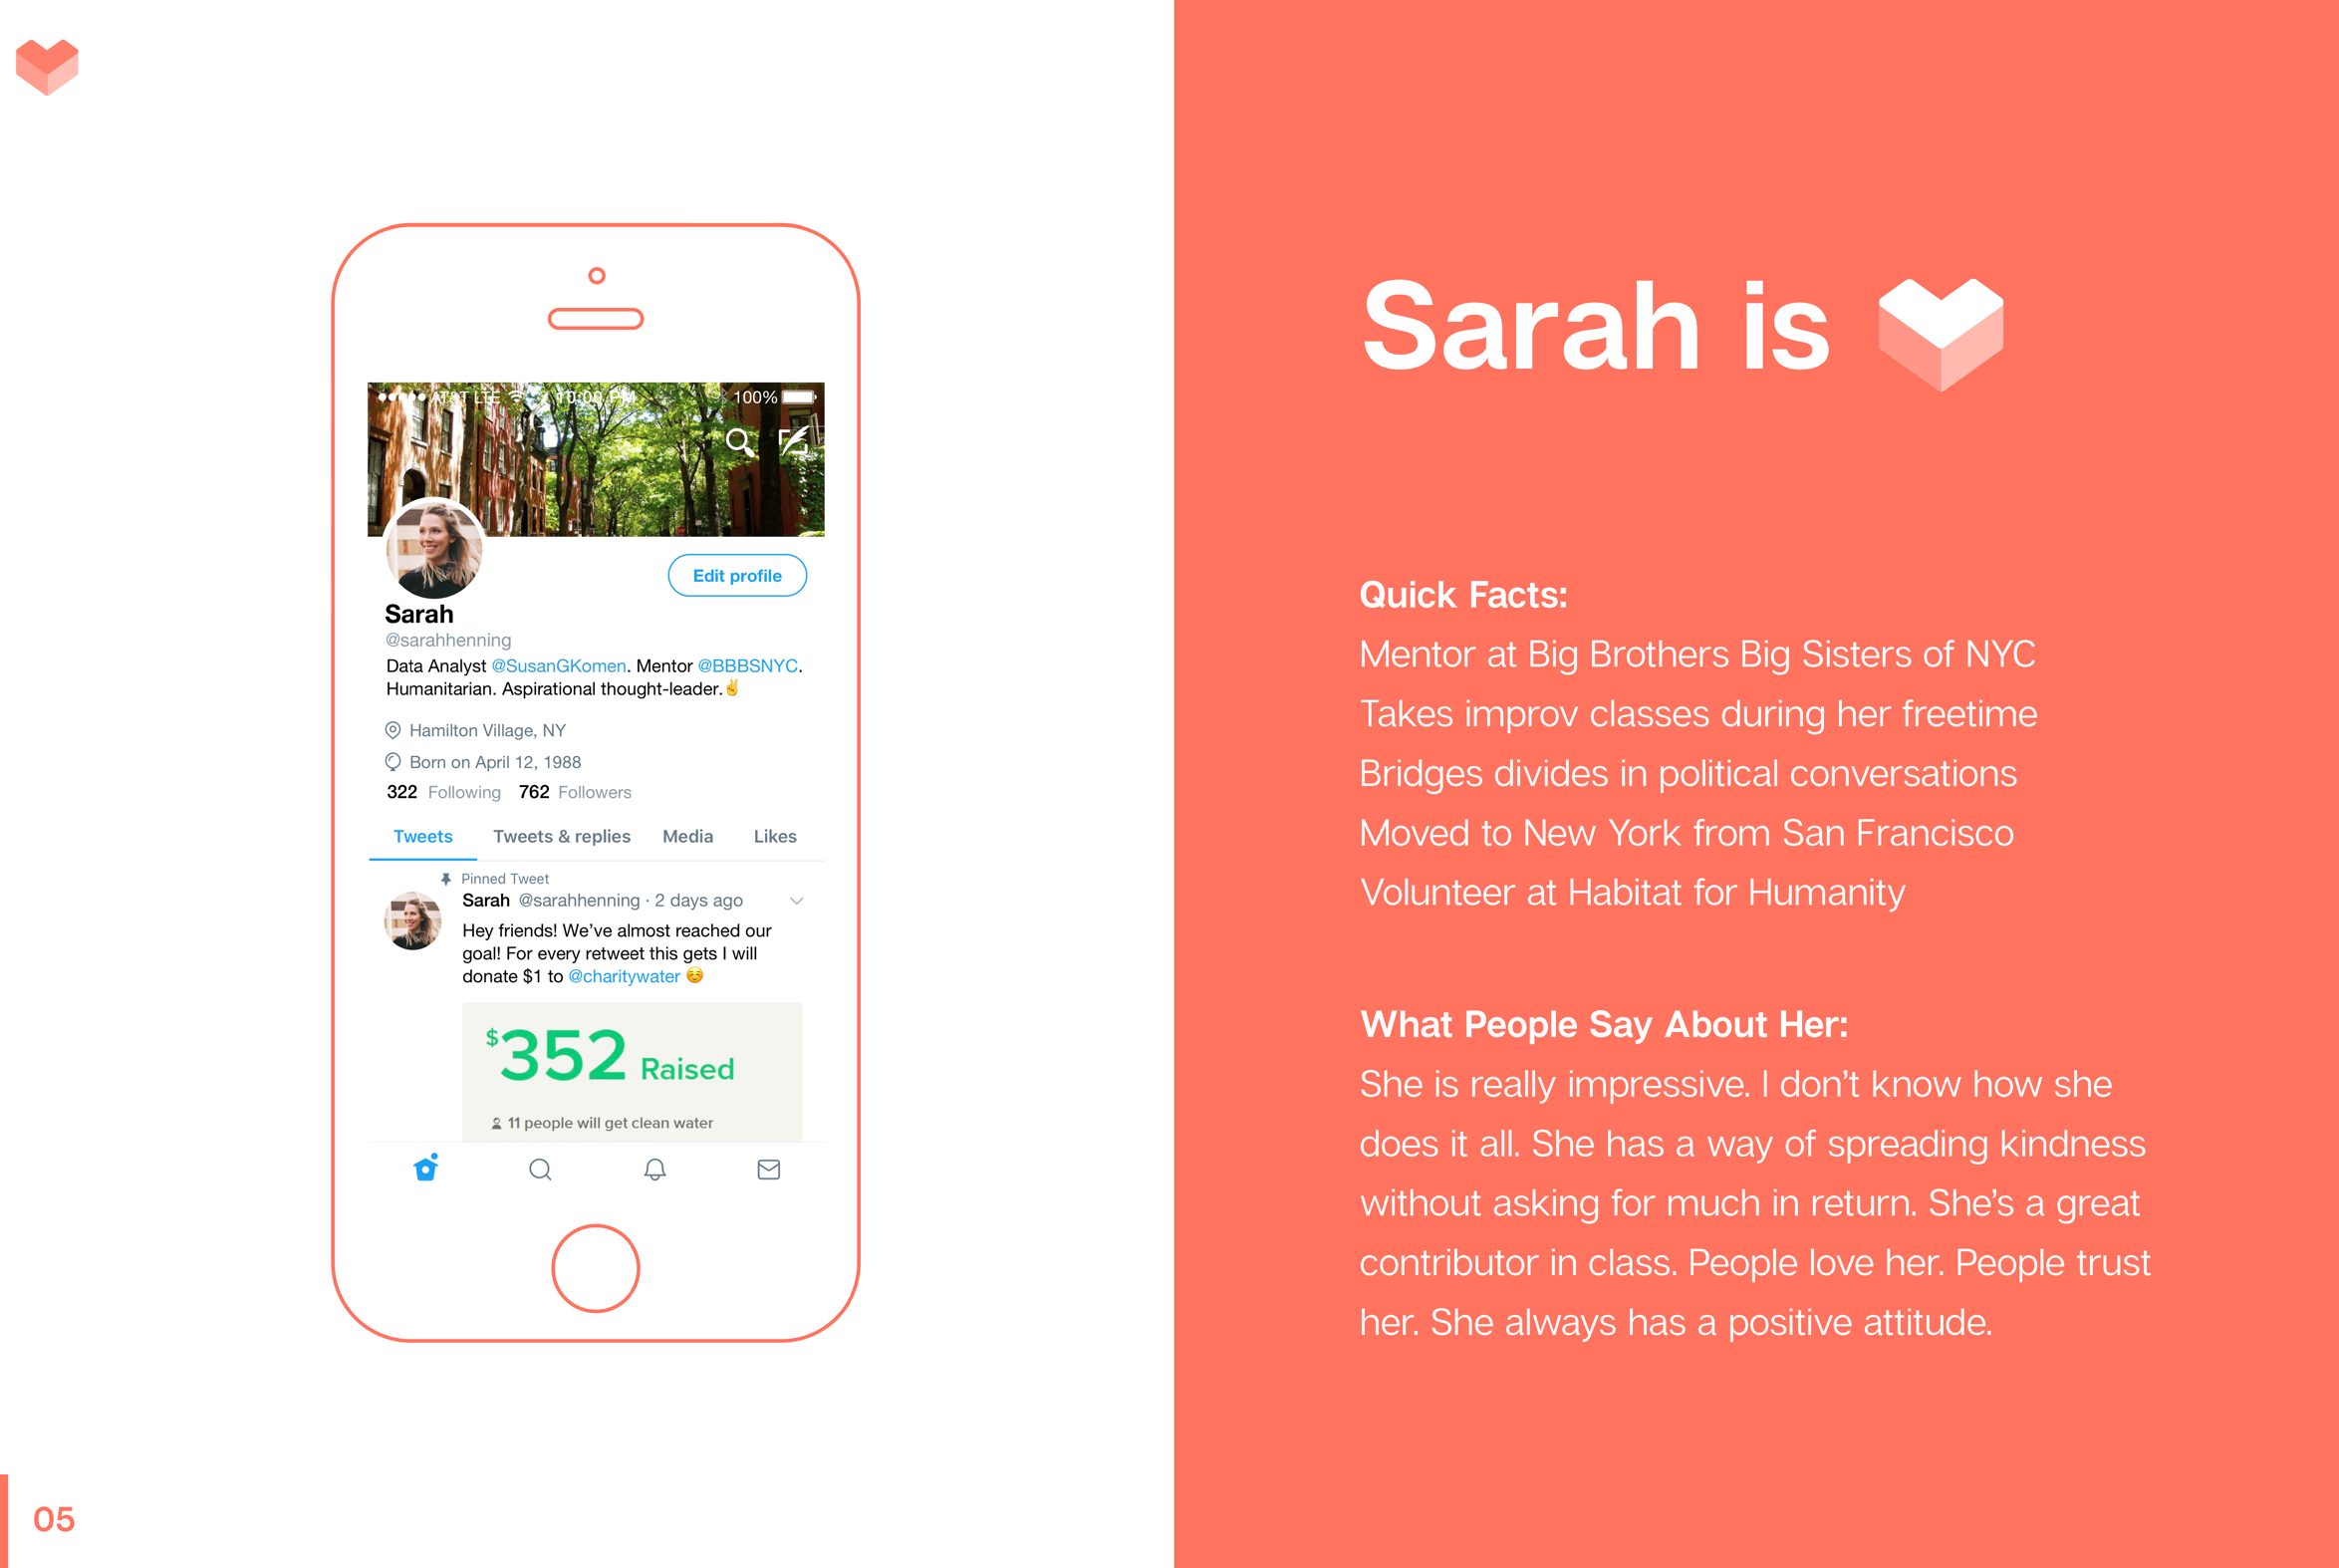 AT&T LTE 10:00 PM 100%
Edit profile
Sarah
@sarahhenning
Data Analyst @SusanGKomen. Mentor @BBBSNYC.
Humanitarian. Aspirational thought-leader.✌️
Hamilton Village, NY
Born on April 12, 1988
322 Following 762 Followers
Tweets Tweets & replies Media Likes
Pinned Tweet
Sarah @sarahhenning · 2 days ago
Hey friends! We’ve almost reached our
goal! For every retweet this gets I will
donate $1 to @charitywater ☺️
$352 Raised
11 people will get clean water
05
Sarah is
Quick Facts:
Mentor at Big Brothers Big Sisters of NYC
Takes improv classes during her freetime
Bridges divides in political conversations
Moved to New York from San Francisco
Volunteer at Habitat for Humanity
What People Say About Her:
She is really impressive. I don’t know how she
does it all. She has a way of spreading kindness
without asking for much in return. She’s a great
contributor in class. People love her. People trust
her. She always has a positive attitude.